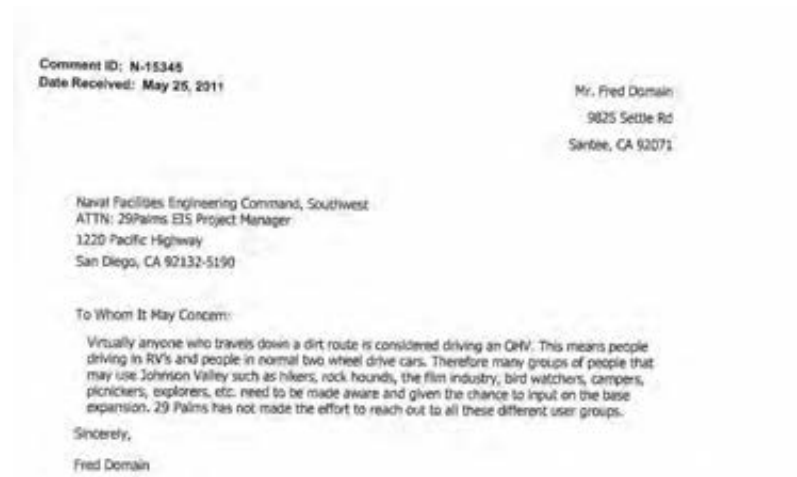 Comment ID: N-15345
Date Received: May 25, 2011
Mr. Fred Domain
9825 Settle Rd
Santee, CA 92071
Naval Facilities Engineering Command, Southwest
ATTN: 29Palms EIS Project Manager
1220 Pacific Highway
San Diego, CA 92132-5190
To Whom It May Concern:
Virtually anyone who travels down a dirt route is considered driving an OHV. This means people
driving in RV's and people in normal two wheel drive cars. Therefore many groups of people that
may use Johnson Valley such as hikers, rock hounds, the film industry, bird watchers, campers,
picnickers, explorers, etc. need to be made aware and given the chance to input on the base
expansion. 29 Palms has not made the effort to reach out to all these different user groups.
Sincerely,
Fred Domain